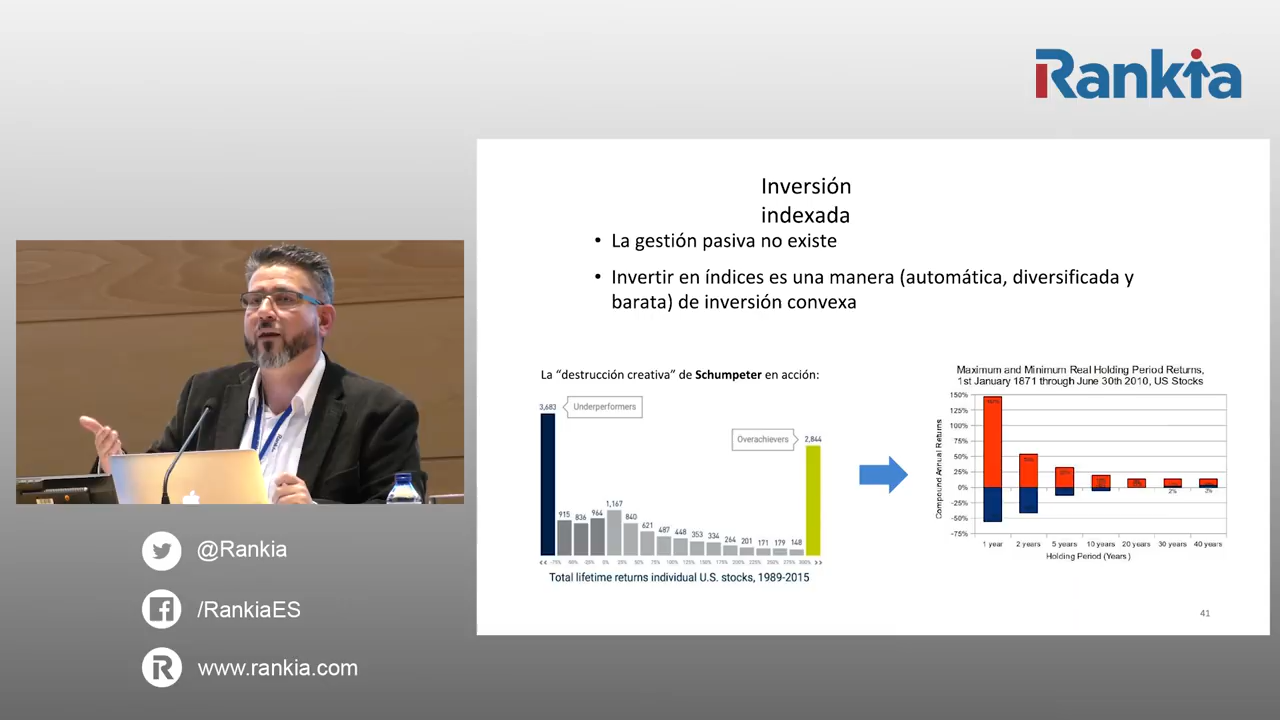 Rankia
Inversión
indexada
• La gestión pasiva no existe
• Invertir en índices es una manera (automática, diversificada y
barata) de inversión convexa
La “destrucción creativa” de Schumpeter en acción:
3,683
Underperformers
Overachievers
2,844
915
836
964
1,167
840
621
487
448
353
334
264
201
171
179
148
Total lifetime returns individual U.S. stocks, 1989-2015
Maximum and Minimum Real Holding Period Returns,
1st January 1871 through June 30th 2010, US Stocks
Compound Annual Returns
150%
125%
100%
75%
50%
25%
0%
-25%
-50%
-75%
2%
1 year
2 years
5 years
10 years
20 years
30 years
40 years
Holding Period (Years)
41
@Rankia
/RankiaES
www.rankia.com